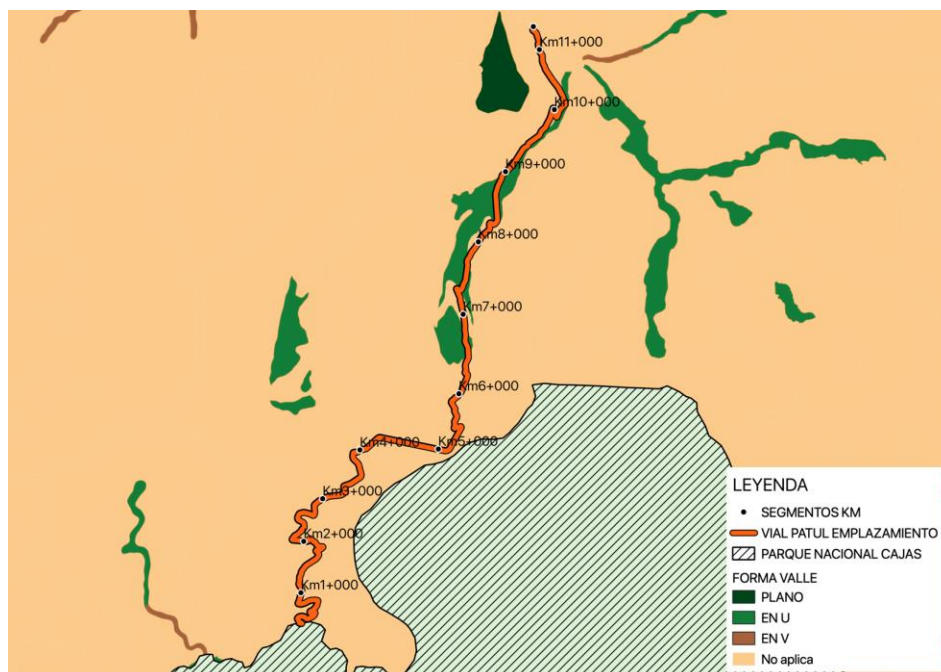 Km11+000
Km10+000
Km9+000
Km8+000
Km7+000
Km6+000
Km4+000
Km5+000
Km3+000
Km2+000
Km1+000
LEYENDA
SEGMENTOS KM
VIAL PATUL EMPLAZAMIENTO
PARQUE NACIONAL CAJAS
FORMA VALLE
PLANO
EN U
EN V
No aplica